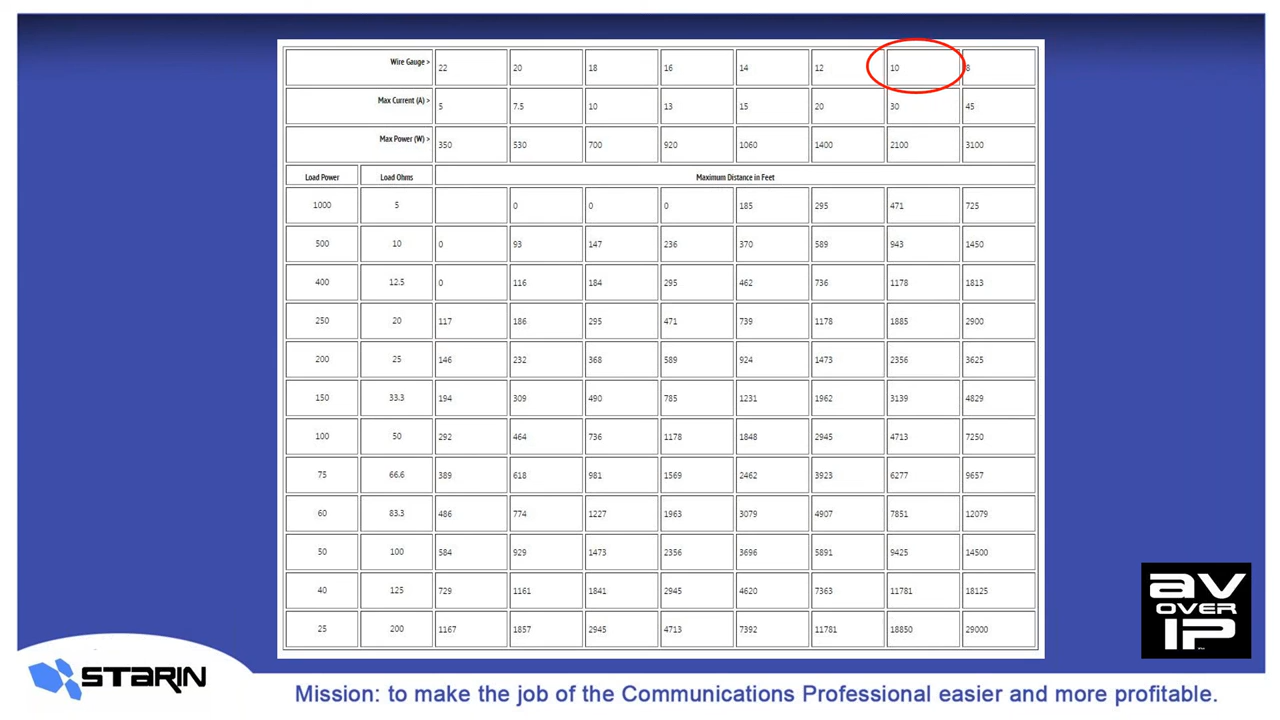 Wire Gauge > 22 20 18 16 14 12 10 8
Max Current (A) > 5 7.5 10 13 15 20 30 45
Max Power (W) > 350 530 700 920 1060 1400 2100 3100
Load Power Load Ohms Maximum Distance in Feet
1000 5 0 0 0 185 295 471 725
500 10 0 93 147 236 370 589 943 1450
400 12.5 0 116 184 295 462 736 1178 1813
250 20 117 186 295 471 739 1178 1885 2900
200 25 146 232 368 589 924 1473 2356 3625
150 33.3 194 309 490 785 1231 1962 3139 4829
100 50 292 464 736 1178 1848 2945 4713 7250
75 66.6 389 618 981 1569 2462 3923 6277 9657
60 83.3 486 774 1227 1963 3079 4907 7851 12079
50 100 584 929 1473 2356 3696 5891 9425 14500
40 125 729 1161 1841 2945 4620 7363 11781 18125
25 200 1167 1857 2945 4713 7392 11781 18850 29000
av
OVER
IP
STARIN
Mission: to make the job of the Communications Professional easier and more profitable.